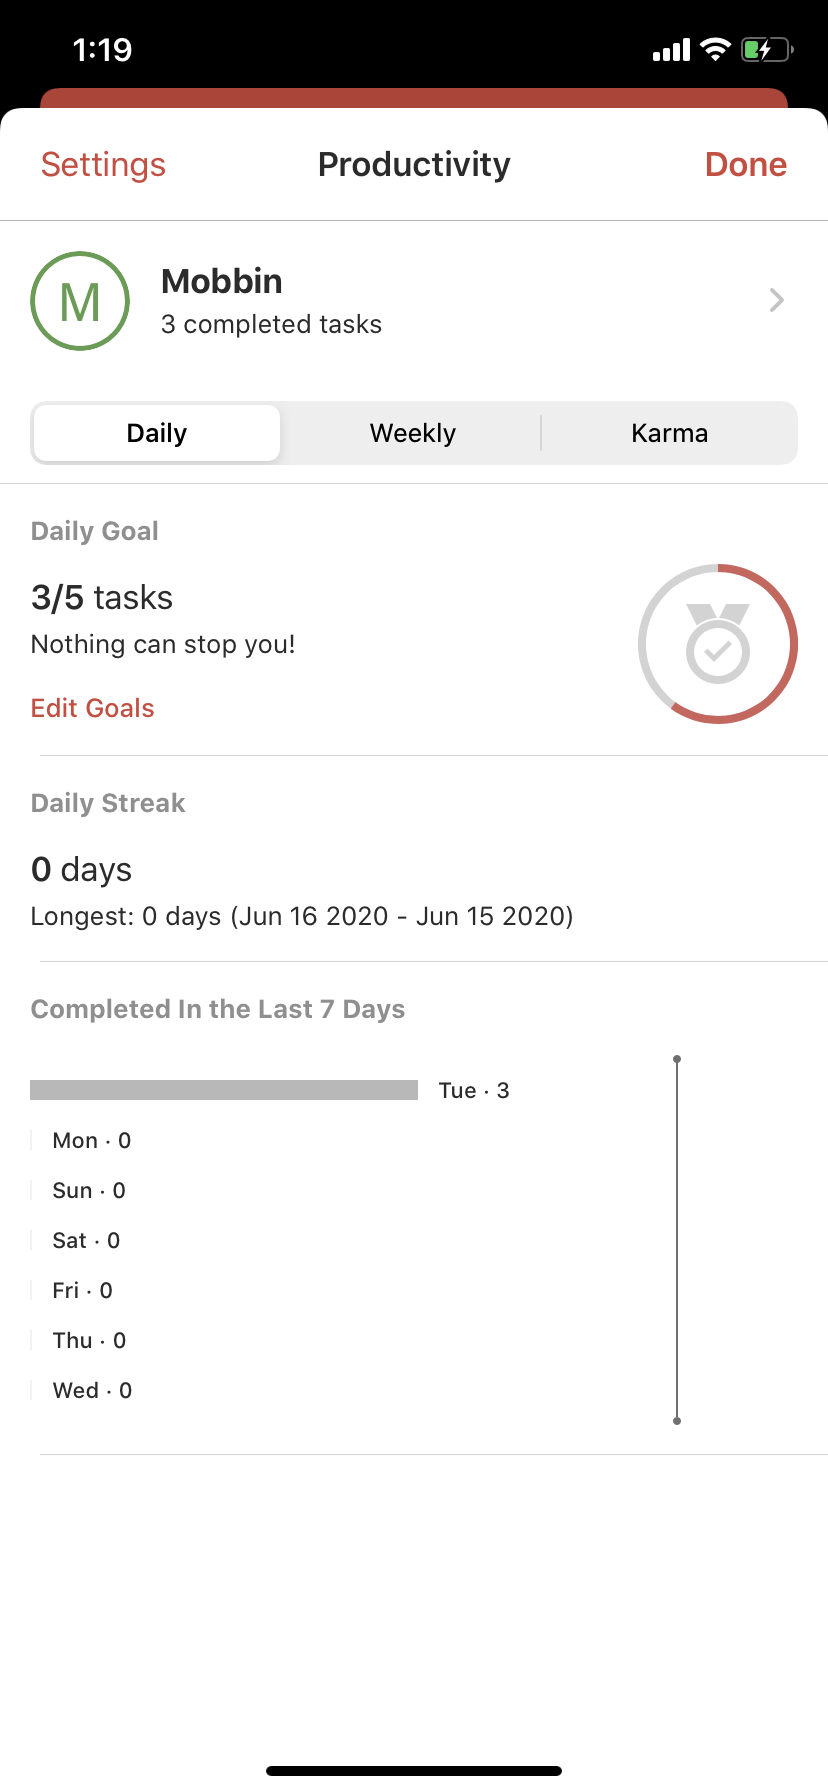 1:19
Settings
Productivity
Done
M
Mobbin
3 completed tasks
Daily
Weekly
Karma
Daily Goal
3/5 tasks
Nothing can stop you!
Edit Goals
Daily Streak
0 days
Longest: 0 days (Jun 16 2020 - Jun 15 2020)
Completed In the Last 7 Days
Tue · 3
Mon · 0
Sun · 0
Sat · 0
Fri · 0
Thu · 0
Wed · 0